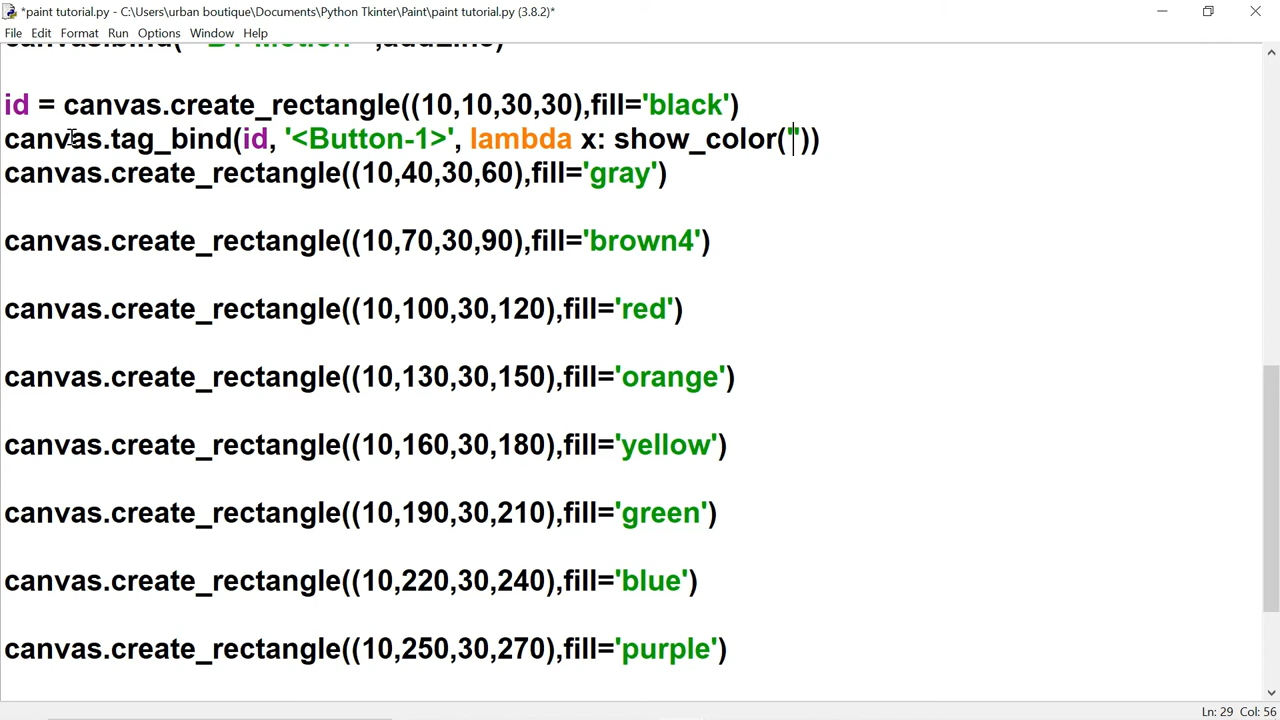 *paint tutorial.py - C:\Users\urban boutique\Documents\Python Tkinter\Paint\paint tutorial.py (3.8.2)*
File Edit Format Run Options Window Help
id = canvas.create_rectangle((10,10,30,30),fill='black')
canvas.tag_bind(id, '<Button-1>', lambda x: show_color(''))
canvas.create_rectangle((10,40,30,60),fill='gray')
canvas.create_rectangle((10,70,30,90),fill='brown4')
canvas.create_rectangle((10,100,30,120),fill='red')
canvas.create_rectangle((10,130,30,150),fill='orange')
canvas.create_rectangle((10,160,30,180),fill='yellow')
canvas.create_rectangle((10,190,30,210),fill='green')
canvas.create_rectangle((10,220,30,240),fill='blue')
canvas.create_rectangle((10,250,30,270),fill='purple')
Ln: 29 Col: 56